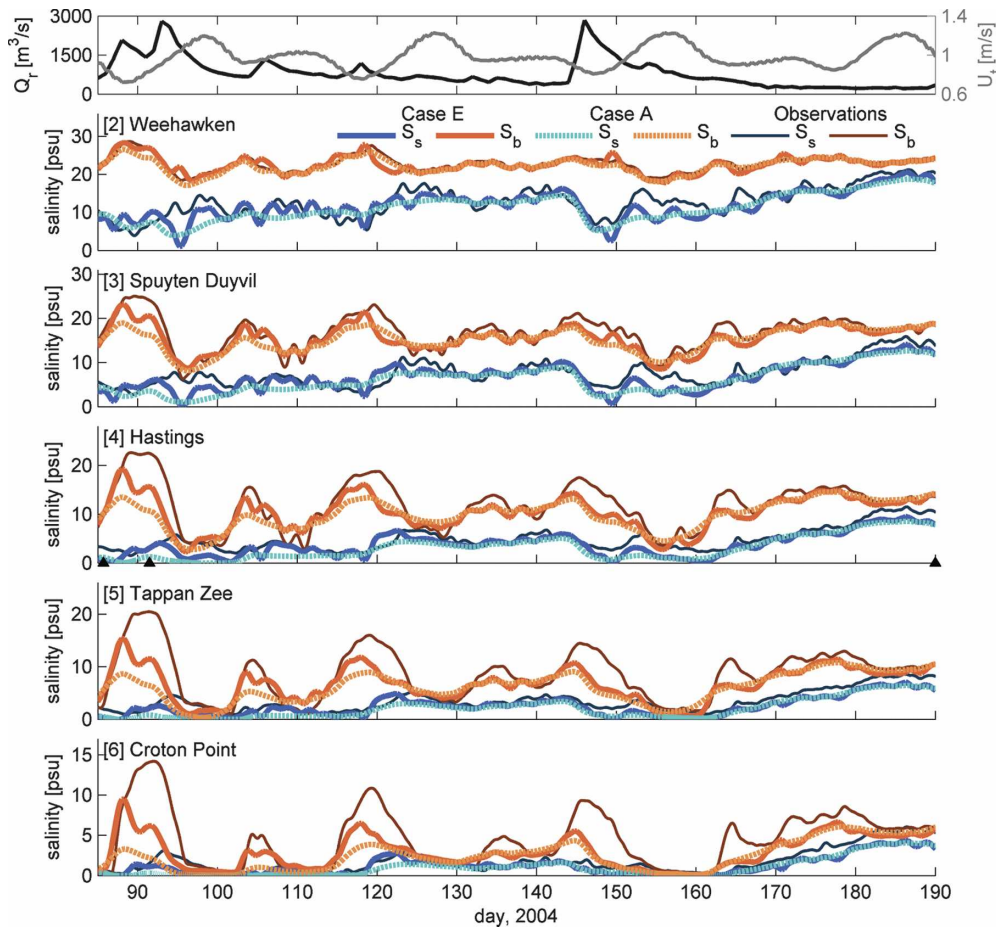 3000
1500
0
Q_r [m³/s]
1.4
1
0.6
U_t [m/s]
[2] Weehawken
Case E Case A Observations
S_s S_b S_s S_b S_s S_b
30
20
10
0
salinity [psu]
[3] Spuyten Duyvil
30
20
10
0
salinity [psu]
[4] Hastings
20
10
0
salinity [psu]
[5] Tappan Zee
20
10
0
salinity [psu]
[6] Croton Point
15
10
5
0
salinity [psu]
90 100 110 120 130 140 150 160 170 180 190
day, 2004